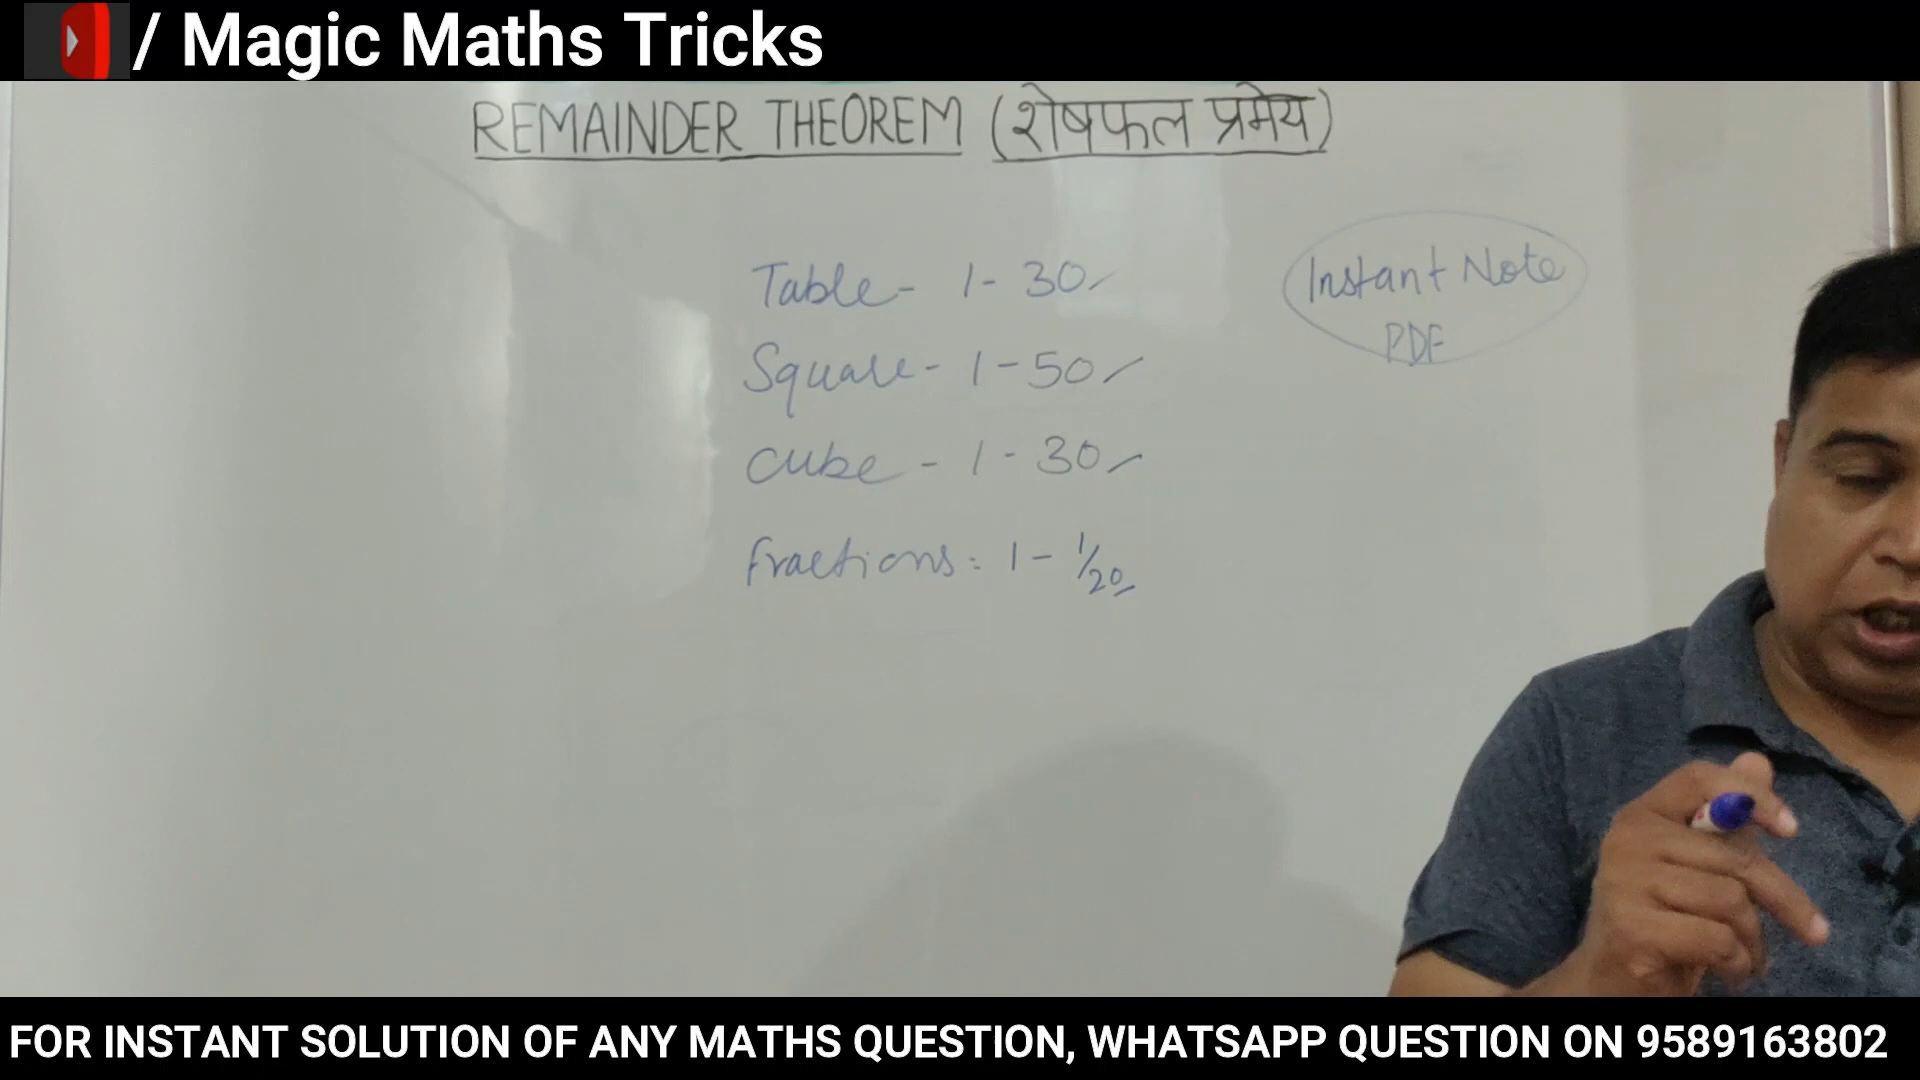 / Magic Maths Tricks
REMAINDER THEOREM (शेषफल प्रमेय)
Table - 1 - 30
Square - 1 - 50
Cube - 1 - 30
Fractions: 1 - 1/20
Instant Note
PDF
FOR INSTANT SOLUTION OF ANY MATHS QUESTION, WHATSAPP QUESTION ON 9589163802